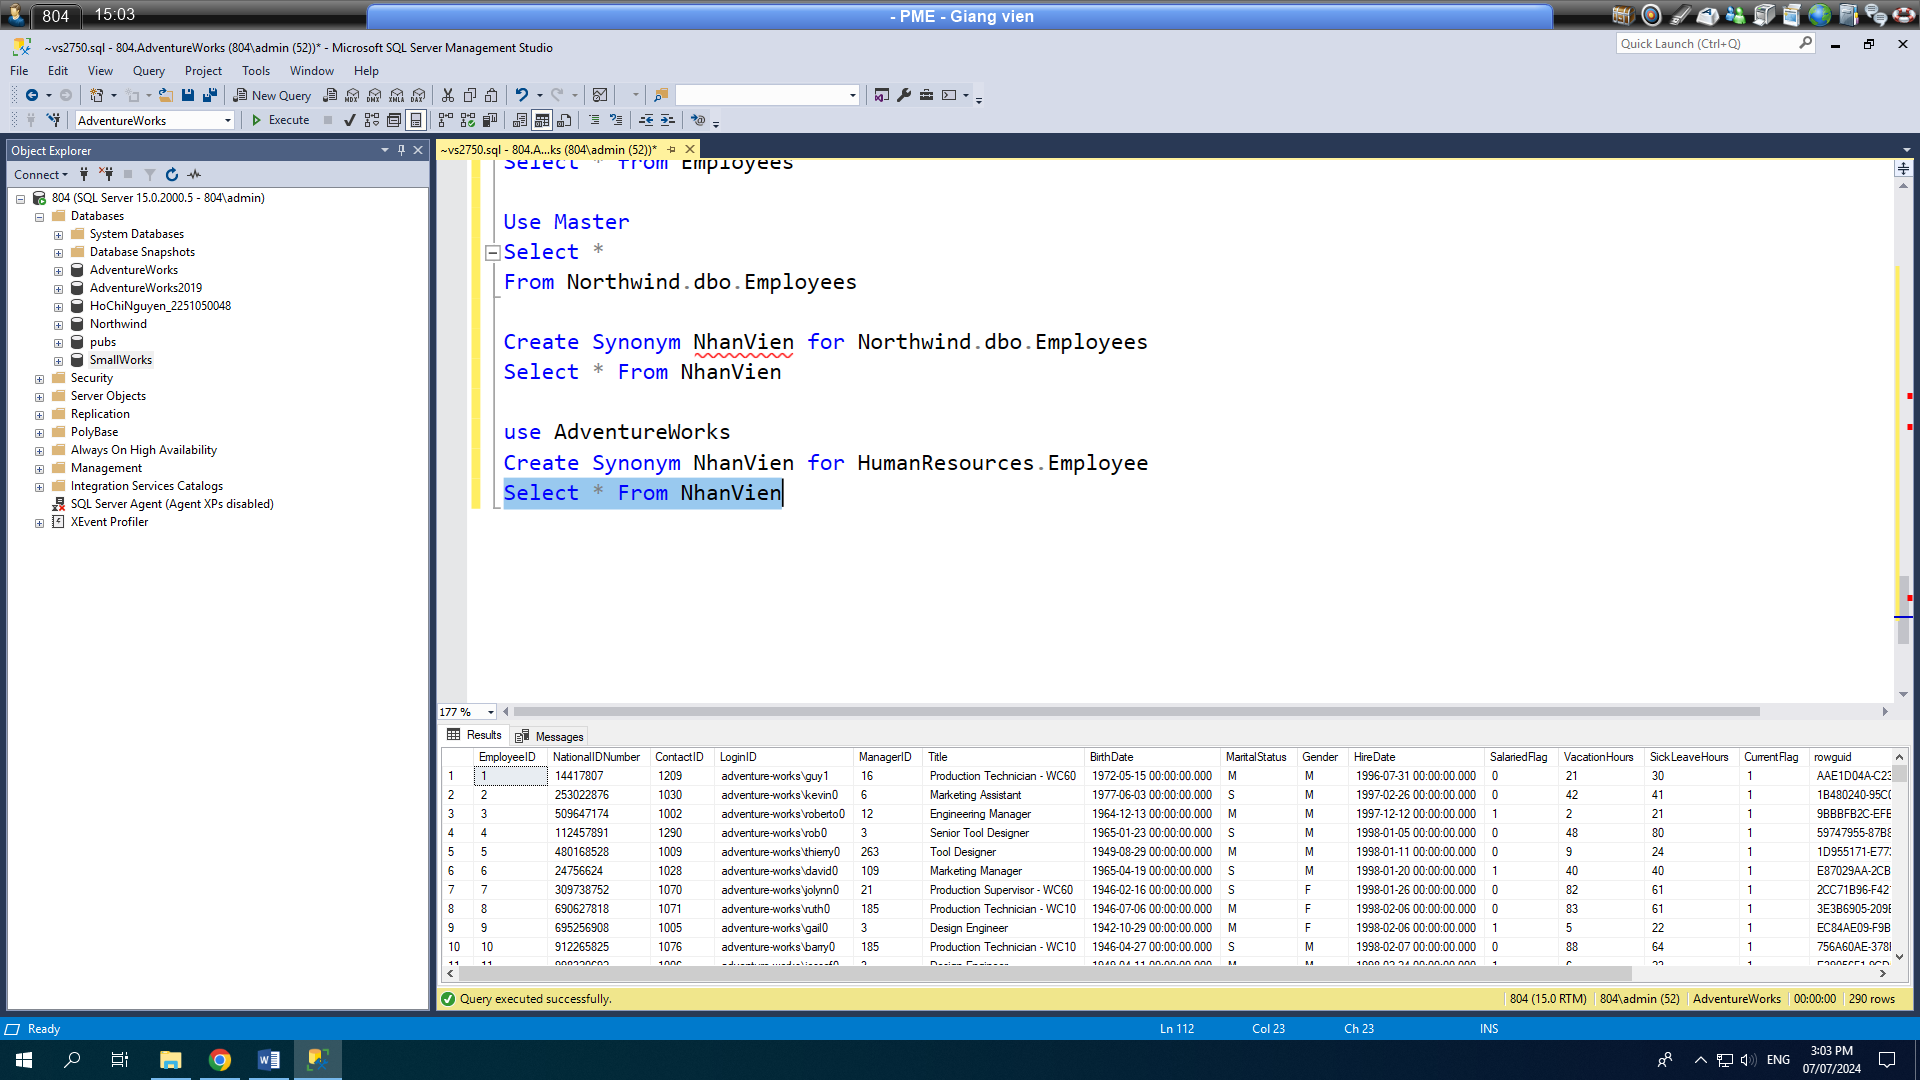 804 15:03 - PME - Giang vien
~vs2750.sql - 804.AdventureWorks (804\admin (52))* - Microsoft SQL Server Management Studio
Quick Launch (Ctrl+Q)
File Edit View Query Project Tools Window Help
New Query
AdventureWorks Execute
Object Explorer
Connect
804 (SQL Server 15.0.2000.5 - 804\admin)
Databases
System Databases
Database Snapshots
AdventureWorks
AdventureWorks2019
HoChiNguyen_2251050048
Northwind
pubs
SmallWorks
Security
Server Objects
Replication
PolyBase
Always On High Availability
Management
Integration Services Catalogs
SQL Server Agent (Agent XPs disabled)
XEvent Profiler
~vs2750.sql - 804.A...ks (804\admin (52))*
Select * from Employees
Use Master
Select *
From Northwind.dbo.Employees
Create Synonym NhanVien for Northwind.dbo.Employees
Select * From NhanVien
use AdventureWorks
Create Synonym NhanVien for HumanResources.Employee
Select * From NhanVien
177 %
Results Messages
EmployeeID NationalIDNumber ContactID LoginID ManagerID Title BirthDate MaritalStatus Gender HireDate SalariedFlag VacationHours SickLeaveHours CurrentFlag rowguid
1 1 14417807 1209 adventure-works\guy1 16 Production Technician - WC60 1972-05-15 00:00:00.000 M M 1996-07-31 00:00:00.000 0 21 30 1 AAE1D04A-C23
2 2 253022876 1030 adventure-works\kevin0 6 Marketing Assistant 1977-06-03 00:00:00.000 S M 1997-02-26 00:00:00.000 0 42 41 1 1B480240-95C0
3 3 509647174 1002 adventure-works\roberto0 12 Engineering Manager 1964-12-13 00:00:00.000 M M 1997-12-12 00:00:00.000 1 2 21 1 9BBBFB2C-EFB
4 4 112457891 1290 adventure-works\rob0 3 Senior Tool Designer 1965-01-23 00:00:00.000 S M 1998-01-05 00:00:00.000 0 48 80 1 59747955-87B8
5 5 480168528 1009 adventure-works\thierry0 263 Tool Designer 1949-08-29 00:00:00.000 M M 1998-01-11 00:00:00.000 0 9 24 1 1D955171-E773
6 6 24756624 1028 adventure-works\david0 109 Marketing Manager 1965-04-19 00:00:00.000 S M 1998-01-20 00:00:00.000 1 40 40 1 E87029AA-2CB
7 7 309738752 1070 adventure-works\jolynn0 21 Production Supervisor - WC60 1946-02-16 00:00:00.000 S F 1998-01-26 00:00:00.000 0 82 61 1 2CC71B96-F42
8 8 690627818 1071 adventure-works\ruth0 185 Production Technician - WC10 1946-07-06 00:00:00.000 M F 1998-02-06 00:00:00.000 0 83 61 1 3E3B6905-209B
9 9 695256908 1005 adventure-works\gail0 3 Design Engineer 1942-10-29 00:00:00.000 M F 1998-02-06 00:00:00.000 1 5 22 1 EC84AE09-F9B
10 10 912265825 1076 adventure-works\barry0 185 Production Technician - WC10 1946-04-27 00:00:00.000 S M 1998-02-07 00:00:00.000 0 88 64 1 756A60AE-378
Query executed successfully. 804 (15.0 RTM) 804\admin (52) AdventureWorks 00:00:00 290 rows
Ready Ln 112 Col 23 Ch 23 INS
ENG 3:03 PM
07/07/2024